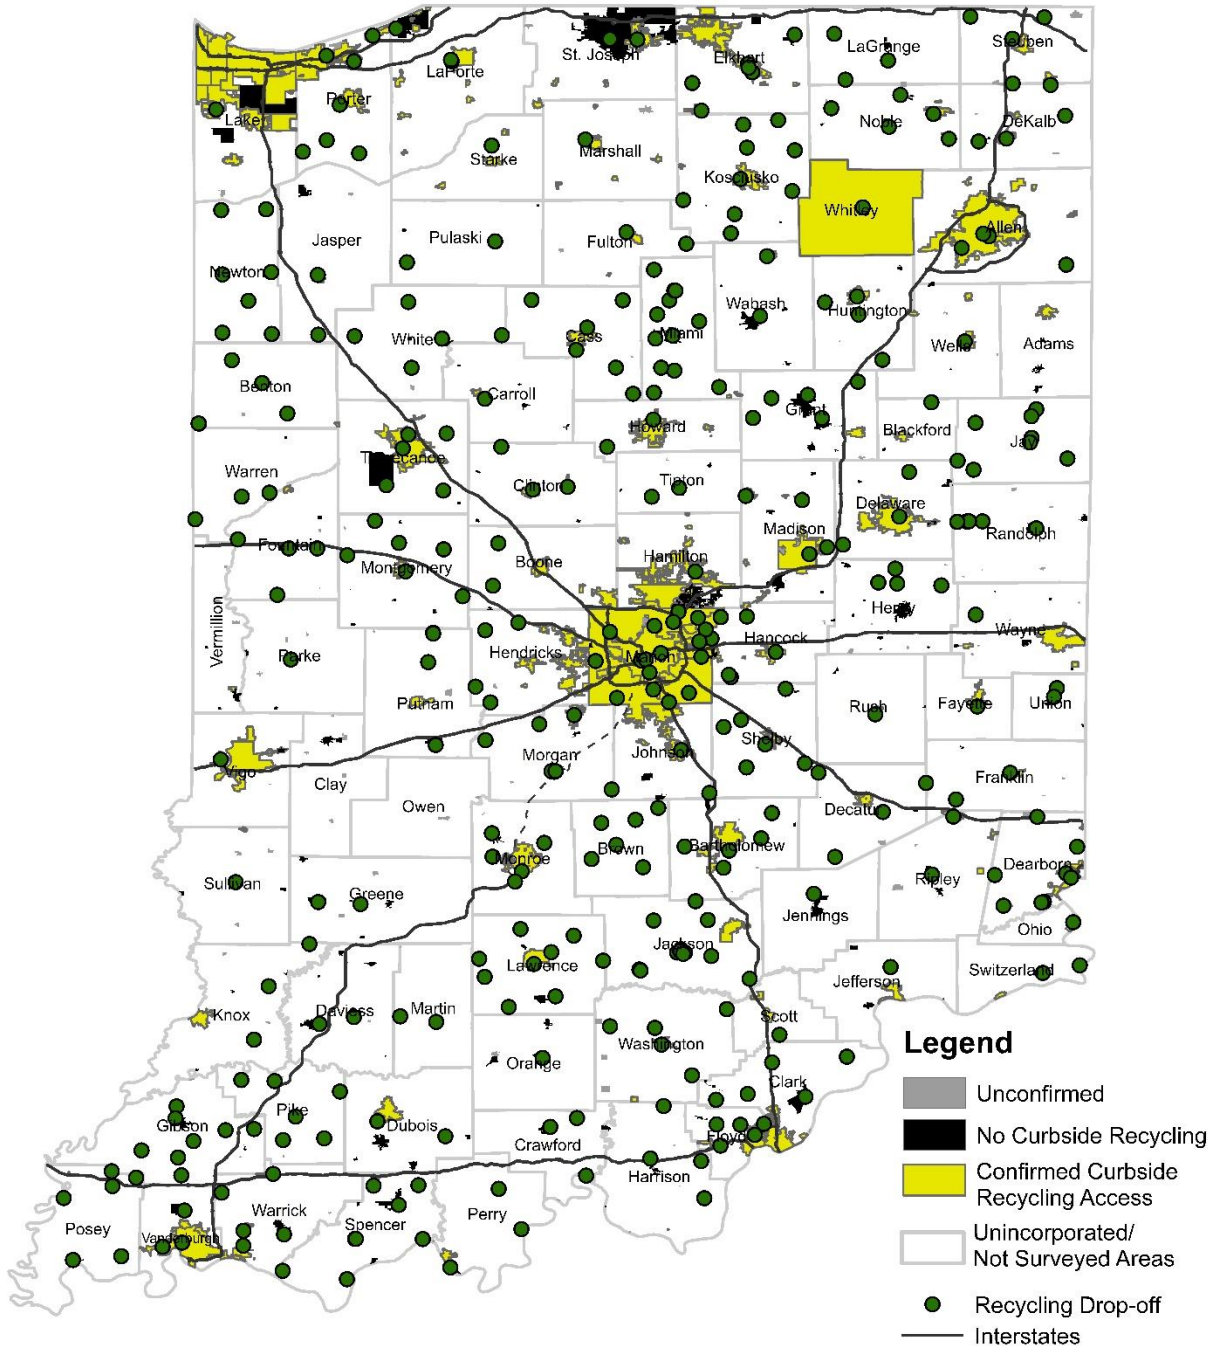 St. Joseph
LaGrange
Steuben
LaPorte
Elkhart
Porter
Lake
Noble
DeKalb
Starke
Marshall
Kosciusko
Whitley
Allen
Jasper
Pulaski
Fulton
Newton
Wabash
Huntington
White
Cass
Miami
Wells
Adams
Benton
Carroll
Grant
Howard
Blackford
Jay
Tippecanoe
Warren
Clinton
Tipton
Delaware
Madison
Randolph
Fountain
Montgomery
Boone
Hamilton
Henry
Vermillion
Hendricks
Marion
Hancock
Wayne
Parke
Putnam
Rush
Fayette
Union
Morgan
Johnson
Shelby
Vigo
Clay
Franklin
Owen
Decatur
Monroe
Brown
Bartholomew
Dearborn
Sullivan
Greene
Ripley
Jennings
Ohio
Jackson
Lawrence
Switzerland
Jefferson
Knox
Daviess
Martin
Scott
Washington
Orange
Clark
Gibson
Pike
Dubois
Crawford
Floyd
Harrison
Posey
Vanderburgh
Warrick
Spencer
Perry
Legend
Unconfirmed
No Curbside Recycling
Confirmed Curbside
Recycling Access
Unincorporated/
Not Surveyed Areas
Recycling Drop-off
Interstates